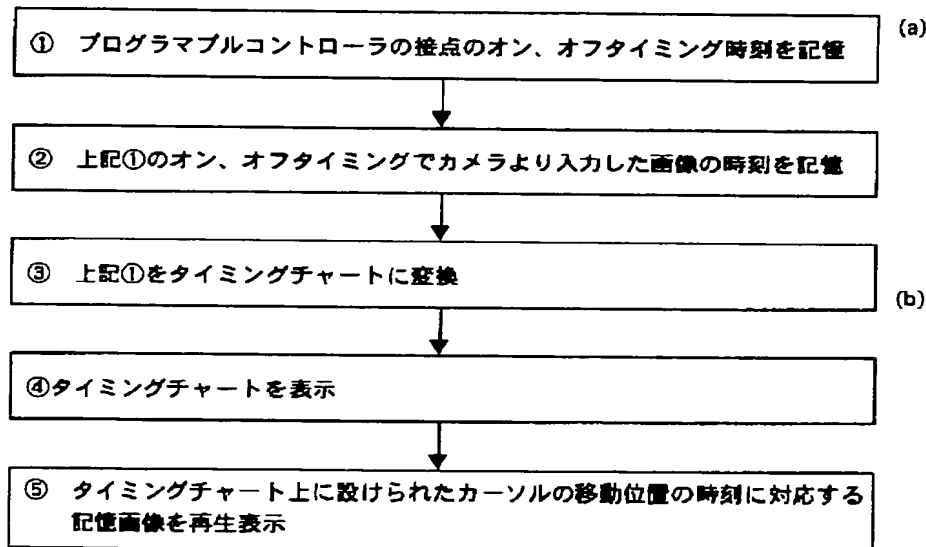 ① プログラマブルコントローラの接点のオン、オフタイミング時刻を記憶
(a)
② 上記①のオン、オフタイミングでカメラより入力した画像の時刻を記憶
③ 上記①をタイミングチャートに変換
(b)
④タイミングチャートを表示
⑤ タイミングチャート上に設けられたカーソルの移動位置の時刻に対応する
記憶画像を再生表示